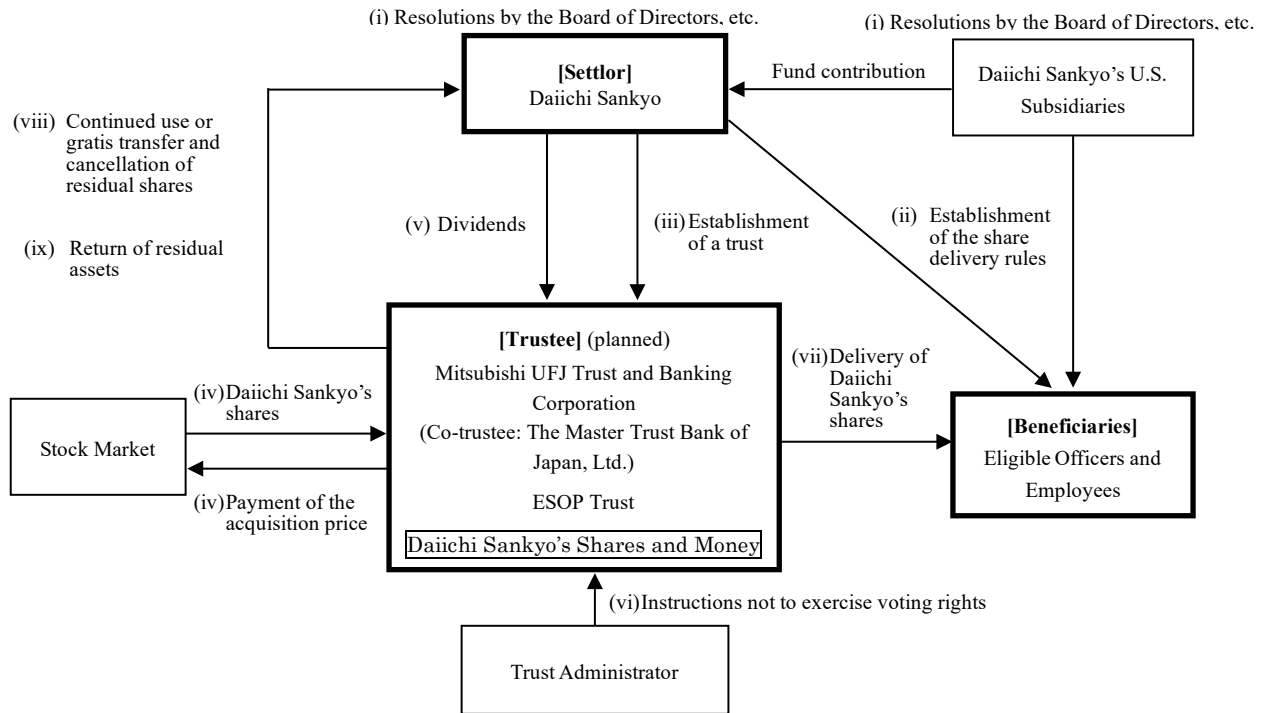 (i) Resolutions by the Board of Directors, etc.
(i) Resolutions by the Board of Directors, etc.
[Settlor]
Daiichi Sankyo
Fund contribution
Daiichi Sankyo’s U.S.
Subsidiaries
(viii) Continued use or
gratis transfer and
cancellation of
residual shares
(ix) Return of residual
assets
(v) Dividends
(iii) Establishment
of a trust
(ii) Establishment
of the share
delivery rules
[Trustee] (planned)
Mitsubishi UFJ Trust and Banking
Corporation
(Co-trustee: The Master Trust Bank of
Japan, Ltd.)
ESOP Trust
Daiichi Sankyo’s Shares and Money
(iv) Daiichi Sankyo’s
shares
Stock Market
(iv) Payment of the
acquisition price
(vii) Delivery of
Daiichi
Sankyo’s
shares
[Beneficiaries]
Eligible Officers and
Employees
(vi) Instructions not to exercise voting rights
Trust Administrator